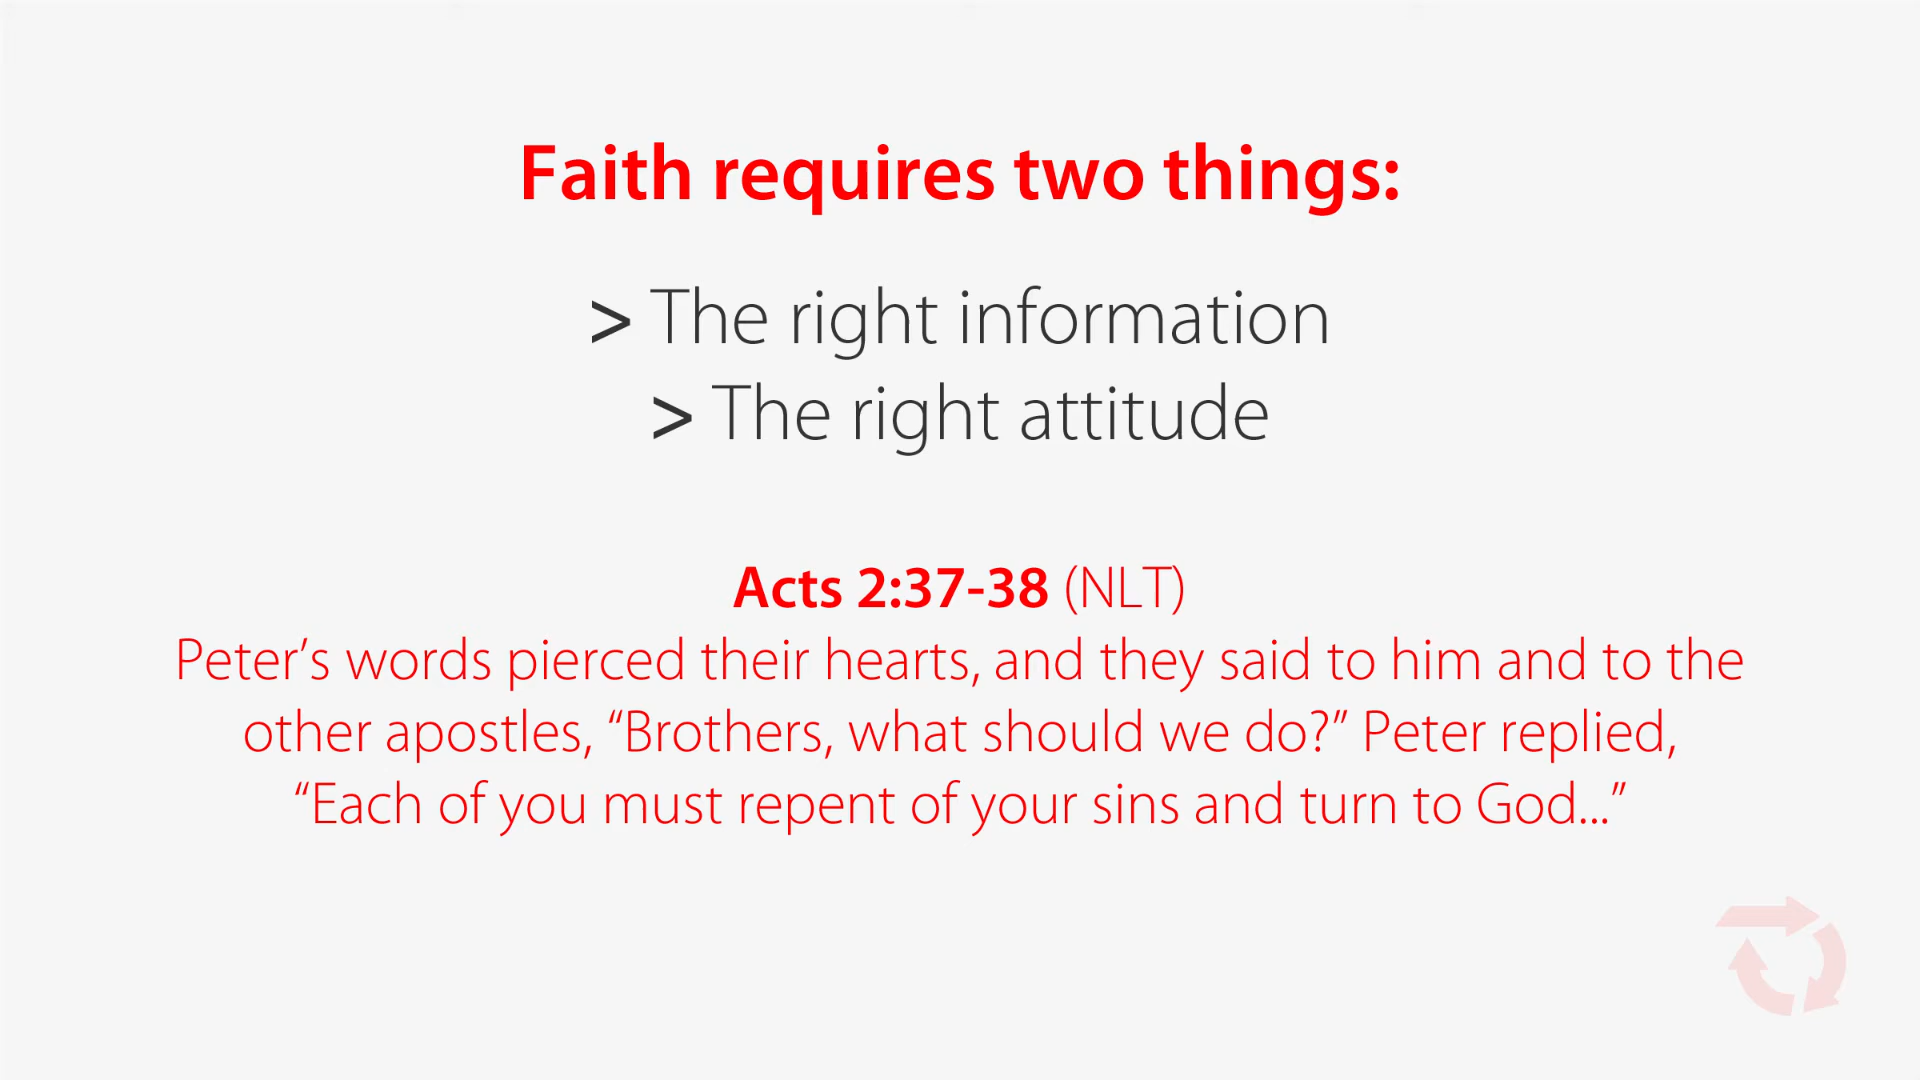 Faith requires two things:
> The right information
> The right attitude
Acts 2:37-38 (NLT)
Peter’s words pierced their hearts, and they said to him and to the
other apostles, “Brothers, what should we do?” Peter replied,
“Each of you must repent of your sins and turn to God...”